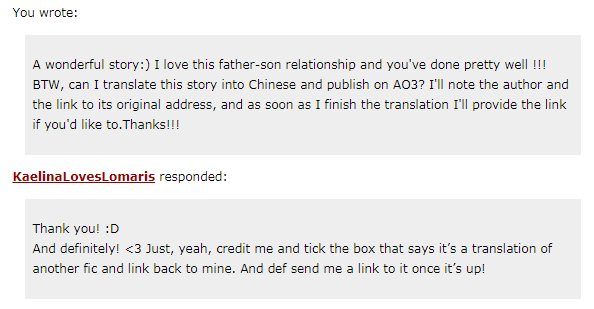 You wrote:
A wonderful story:) I love this father-son relationship and you've done pretty well !!!
BTW, can I translate this story into Chinese and publish on AO3? I'll note the author and
the link to its original address, and as soon as I finish the translation I'll provide the link
if you'd like to.Thanks!!!
KaelinaLovesLomaris responded:
Thank you! :D
And definitely! <3 Just, yeah, credit me and tick the box that says it’s a translation of
another fic and link back to mine. And def send me a link to it once it’s up!